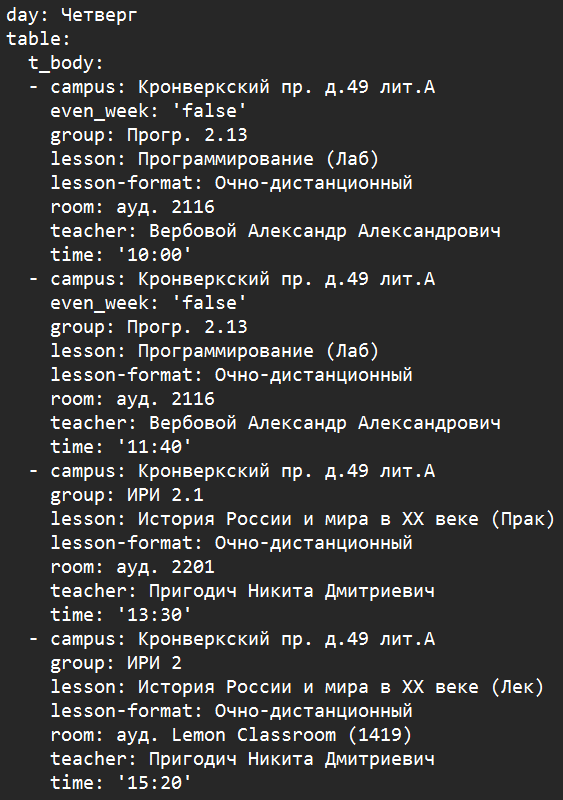 day: Четверг
table:
  t_body:
  - campus: Кронверкский пр. д.49 лит.А
    even_week: 'false'
    group: Прогр. 2.13
    lesson: Программирование (Лаб)
    lesson-format: Очно-дистанционный
    room: ауд. 2116
    teacher: Вербовой Александр Александрович
    time: '10:00'
  - campus: Кронверкский пр. д.49 лит.А
    even_week: 'false'
    group: Прогр. 2.13
    lesson: Программирование (Лаб)
    lesson-format: Очно-дистанционный
    room: ауд. 2116
    teacher: Вербовой Александр Александрович
    time: '11:40'
  - campus: Кронверкский пр. д.49 лит.А
    group: ИРИ 2.1
    lesson: История России и мира в XX веке (Прак)
    lesson-format: Очно-дистанционный
    room: ауд. 2201
    teacher: Пригодич Никита Дмитриевич
    time: '13:30'
  - campus: Кронверкский пр. д.49 лит.А
    group: ИРИ 2
    lesson: История России и мира в XX веке (Лек)
    lesson-format: Очно-дистанционный
    room: ауд. Lemon Classroom (1419)
    teacher: Пригодич Никита Дмитриевич
    time: '15:20'